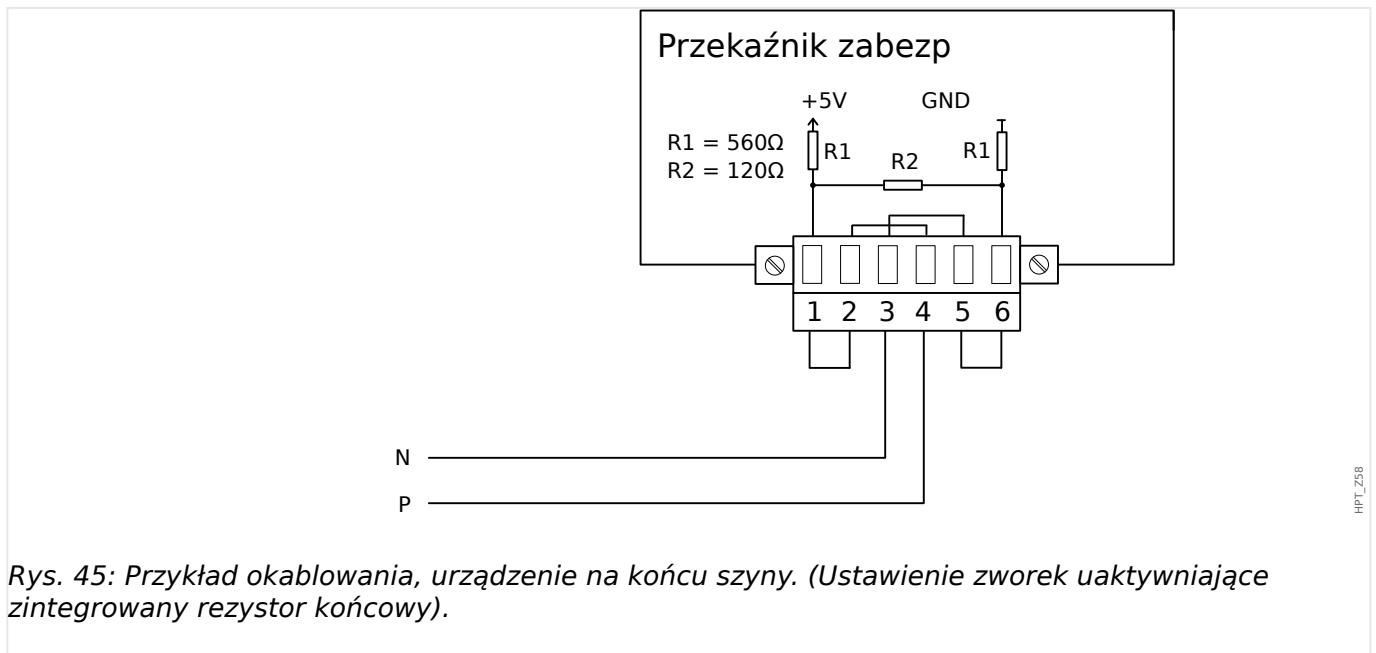 Przekaźnik zabezp
+5V GND
R1 = 560Ω
R2 = 120Ω
R1 R2 R1
1 2 3 4 5 6
N
P
HPT_Z58
Rys. 45: Przykład okablowania, urządzenie na końcu szyny. (Ustawienie zworek uaktywniające
zintegrowany rezystor końcowy).